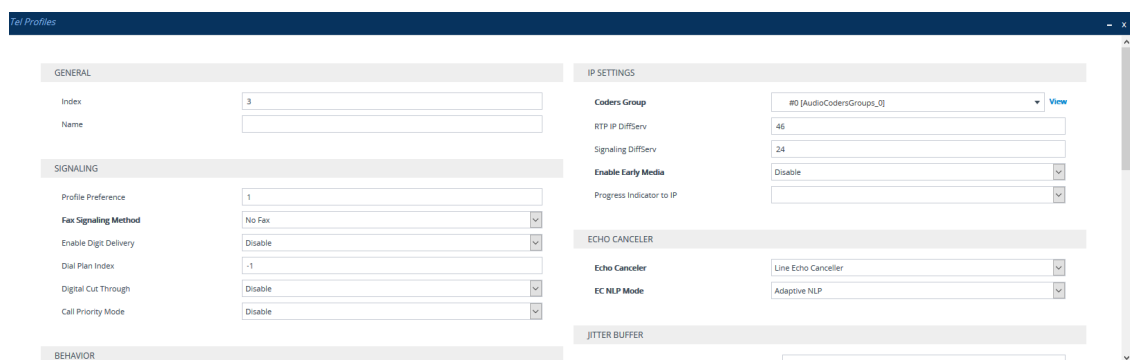 Tel Profiles
– x
GENERAL
Index 3
Name
SIGNALING
Profile Preference 1
Fax Signaling Method No Fax
Enable Digit Delivery Disable
Dial Plan Index -1
Digital Cut Through Disable
Call Priority Mode Disable
BEHAVIOR
IP SETTINGS
Coders Group #0 [AudioCodersGroups_0] View
RTP IP DiffServ 46
Signaling DiffServ 24
Enable Early Media Disable
Progress Indicator to IP
ECHO CANCELER
Echo Canceler Line Echo Canceller
EC NLP Mode Adaptive NLP
JITTER BUFFER